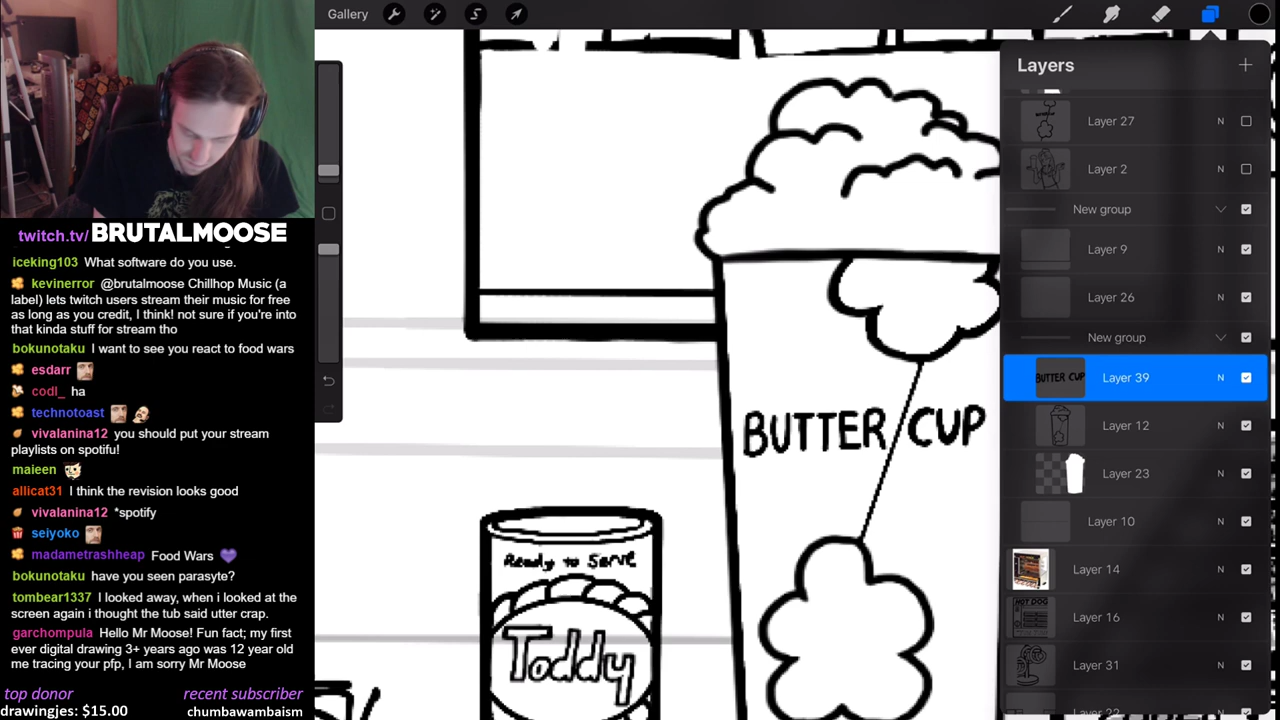 Gallery
Layers
Layer 27 N
Layer 2 N
New group
Layer 9 N
Layer 26 N
New group
BUTTER CUP Layer 39 N
Layer 12 N
Layer 23 N
Layer 10 N
Layer 14 N
HOT DOG Layer 16 N
Layer 31 N
BUTTER CUP
Ready to Serve
Toddy
twitch.tv/BRUTALMOOSE
iceking103 What software do you use.
kevinerror @brutalmoose Chillhop Music (a
label) lets twitch users stream their music for free
as long as you credit, I think! not sure if you're into
that kinda stuff for stream tho
bokunotaku I want to see you react to food wars
esdarr
codl_ ha
technotoast
vivalanina12 you should put your stream
playlists on spotifu!
maieen
allicat31 I think the revision looks good
vivalanina12 *spotify
seiyoko
madametrashheap Food Wars
bokunotaku have you seen parasyte?
tombear1337 I looked away, when i looked at the
screen again i thought the tub said utter crap.
garchompula Hello Mr Moose! Fun fact; my first
ever digital drawing 3+ years ago was 12 year old
me tracing your pfp, I am sorry Mr Moose
top donor recent subscriber
drawingjes: $15.00 chumbawambaism